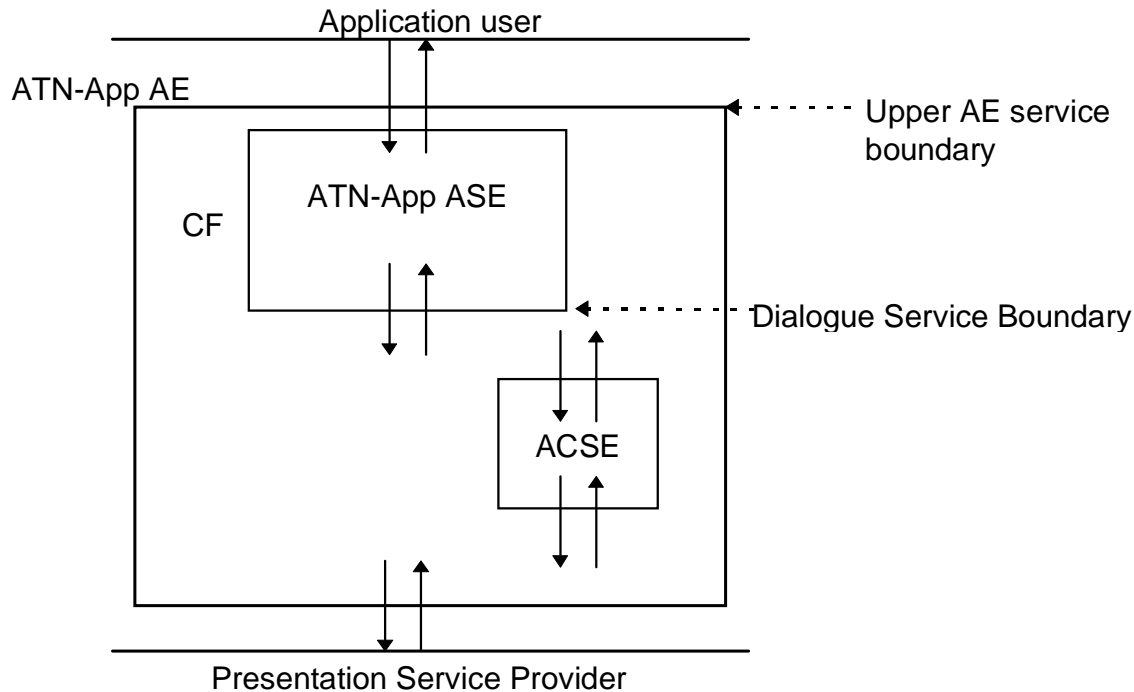 Application user
ATN-App AE
Upper AE service
boundary
ATN-App ASE
CF
Dialogue Service Boundary
ACSE
Presentation Service Provider